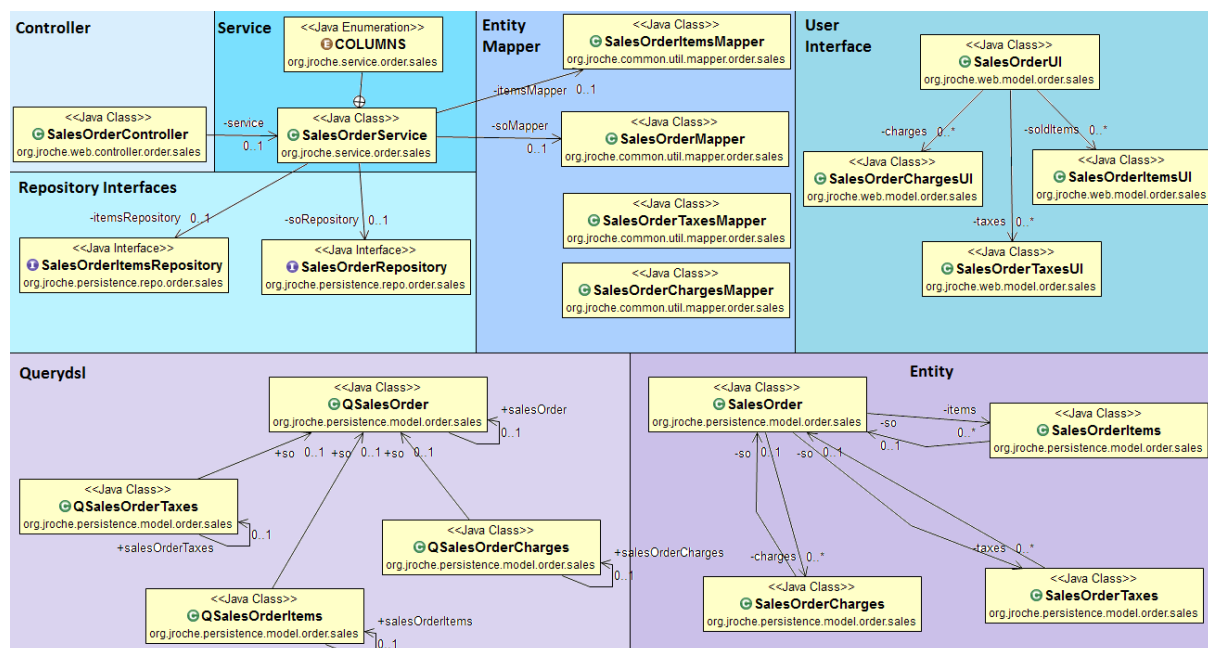 Controller
<<Java Class>>
SalesOrderController
org.jroche.web.controller.order.sales
-service
0..1
Service
<<Java Enumeration>>
COLUMNS
org.jroche.service.order.sales
<<Java Class>>
SalesOrderService
org.jroche.service.order.sales
-itemsMapper 0..1
-soMapper
0..1
Entity
Mapper
<<Java Class>>
SalesOrderItemsMapper
org.jroche.common.util.mapper.order.sales
<<Java Class>>
SalesOrderMapper
org.jroche.common.util.mapper.order.sales
<<Java Class>>
SalesOrderTaxesMapper
org.jroche.common.util.mapper.order.sales
<<Java Class>>
SalesOrderChargesMapper
org.jroche.common.util.mapper.order.sales
User
Interface
<<Java Class>>
SalesOrderUI
org.jroche.web.model.order.sales
-charges 0..*
-soldItems 0..*
<<Java Class>>
SalesOrderChargesUI
org.jroche.web.model.order.sales
<<Java Class>>
SalesOrderItemsUI
org.jroche.web.model.order.sales
-taxes 0..*
<<Java Class>>
SalesOrderTaxesUI
org.jroche.web.model.order.sales
Repository Interfaces
-itemsRepository 0..1
-soRepository 0..1
<<Java Interface>>
SalesOrderItemsRepository
org.jroche.persistence.repo.order.sales
<<Java Interface>>
SalesOrderRepository
org.jroche.persistence.repo.order.sales
Querydsl
<<Java Class>>
QSalesOrder
org.jroche.persistence.model.order.sales
+salesOrder
0..1
+so 0..1 +so 0..1 +so 0..1
<<Java Class>>
QSalesOrderTaxes
org.jroche.persistence.model.order.sales
0..1
+salesOrderTaxes
<<Java Class>>
QSalesOrderCharges
org.jroche.persistence.model.order.sales
+salesOrderCharges
0..1
<<Java Class>>
QSalesOrderItems
org.jroche.persistence.model.order.sales
+salesOrderItems
0..1
Entity
<<Java Class>>
SalesOrder
org.jroche.persistence.model.order.sales
-items
-so
0..*
0..1
<<Java Class>>
SalesOrderItems
org.jroche.persistence.model.order.sales
-so 0..1 -so 0..1
-charges 0..*
-taxes 0..*
<<Java Class>>
SalesOrderCharges
org.jroche.persistence.model.order.sales
<<Java Class>>
SalesOrderTaxes
org.jroche.persistence.model.order.sales